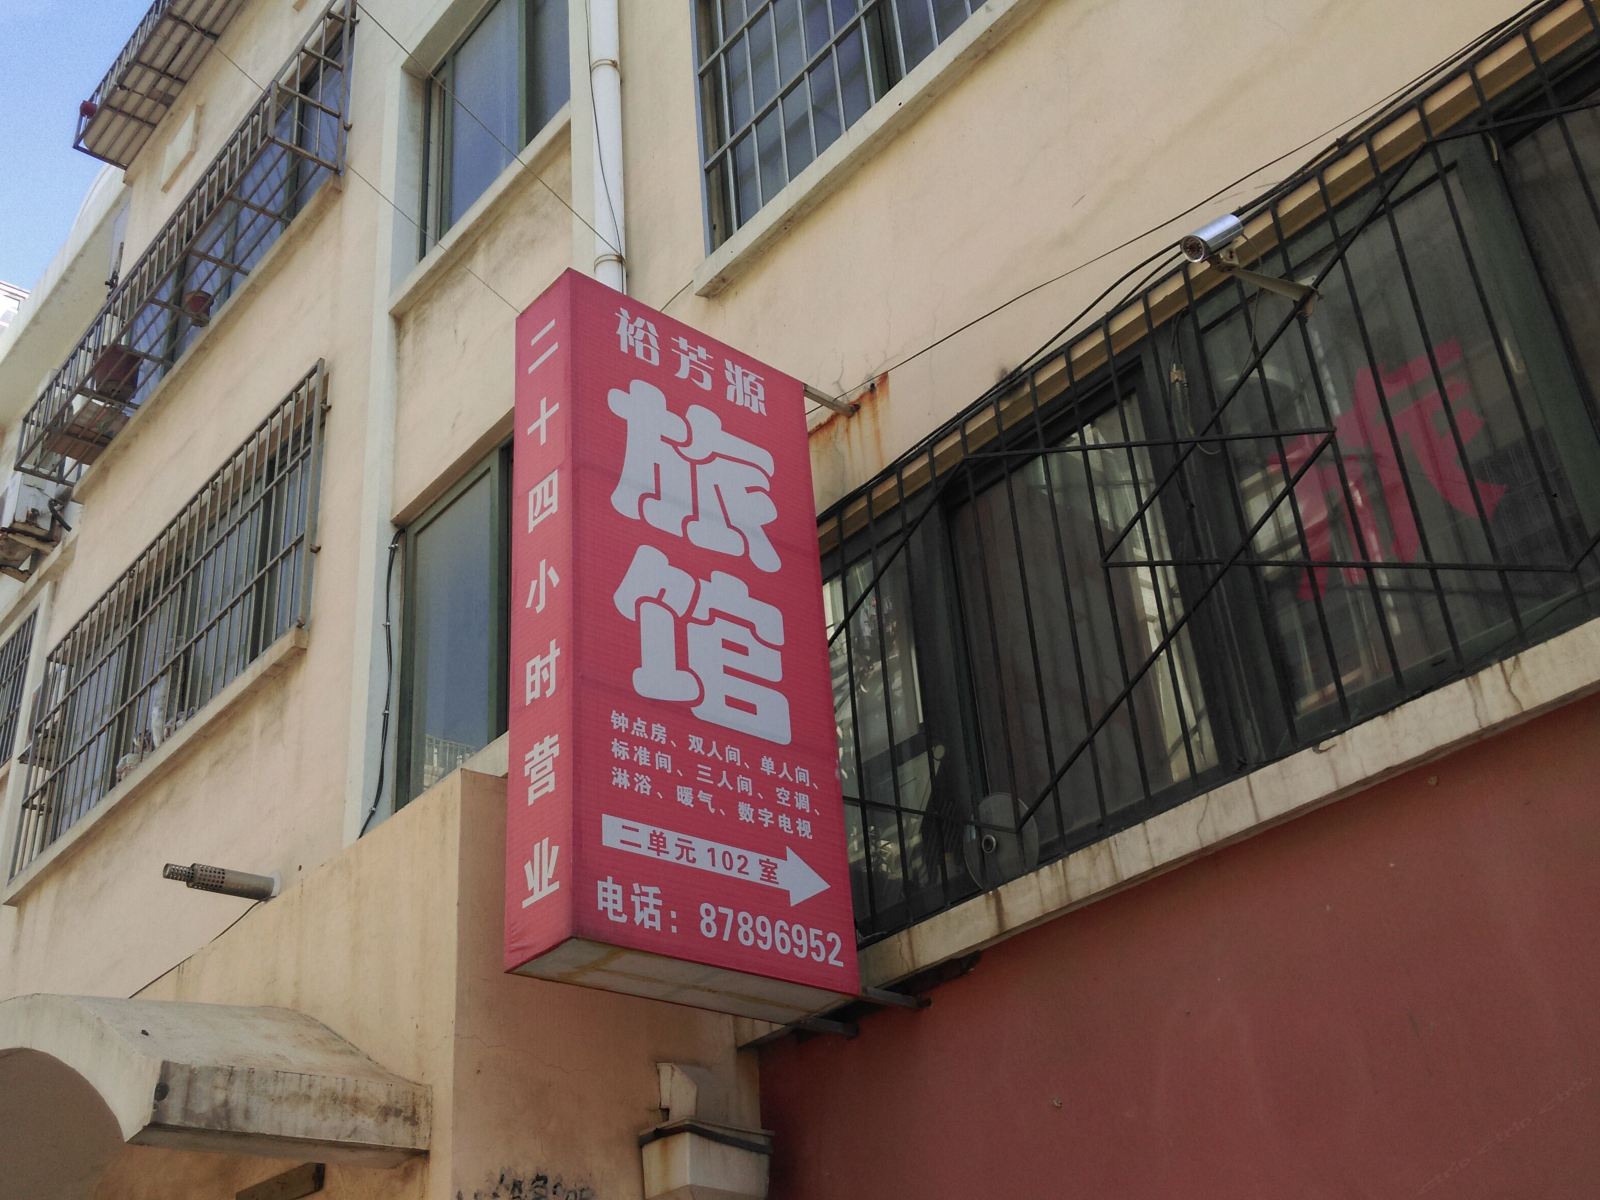 二十四小时营业
裕芳源
旅馆
钟点房、双人间、单人间、
标准间、三人间、空调、
淋浴、暖气、数字电视
二单元 102 室
电话：87896952
旅